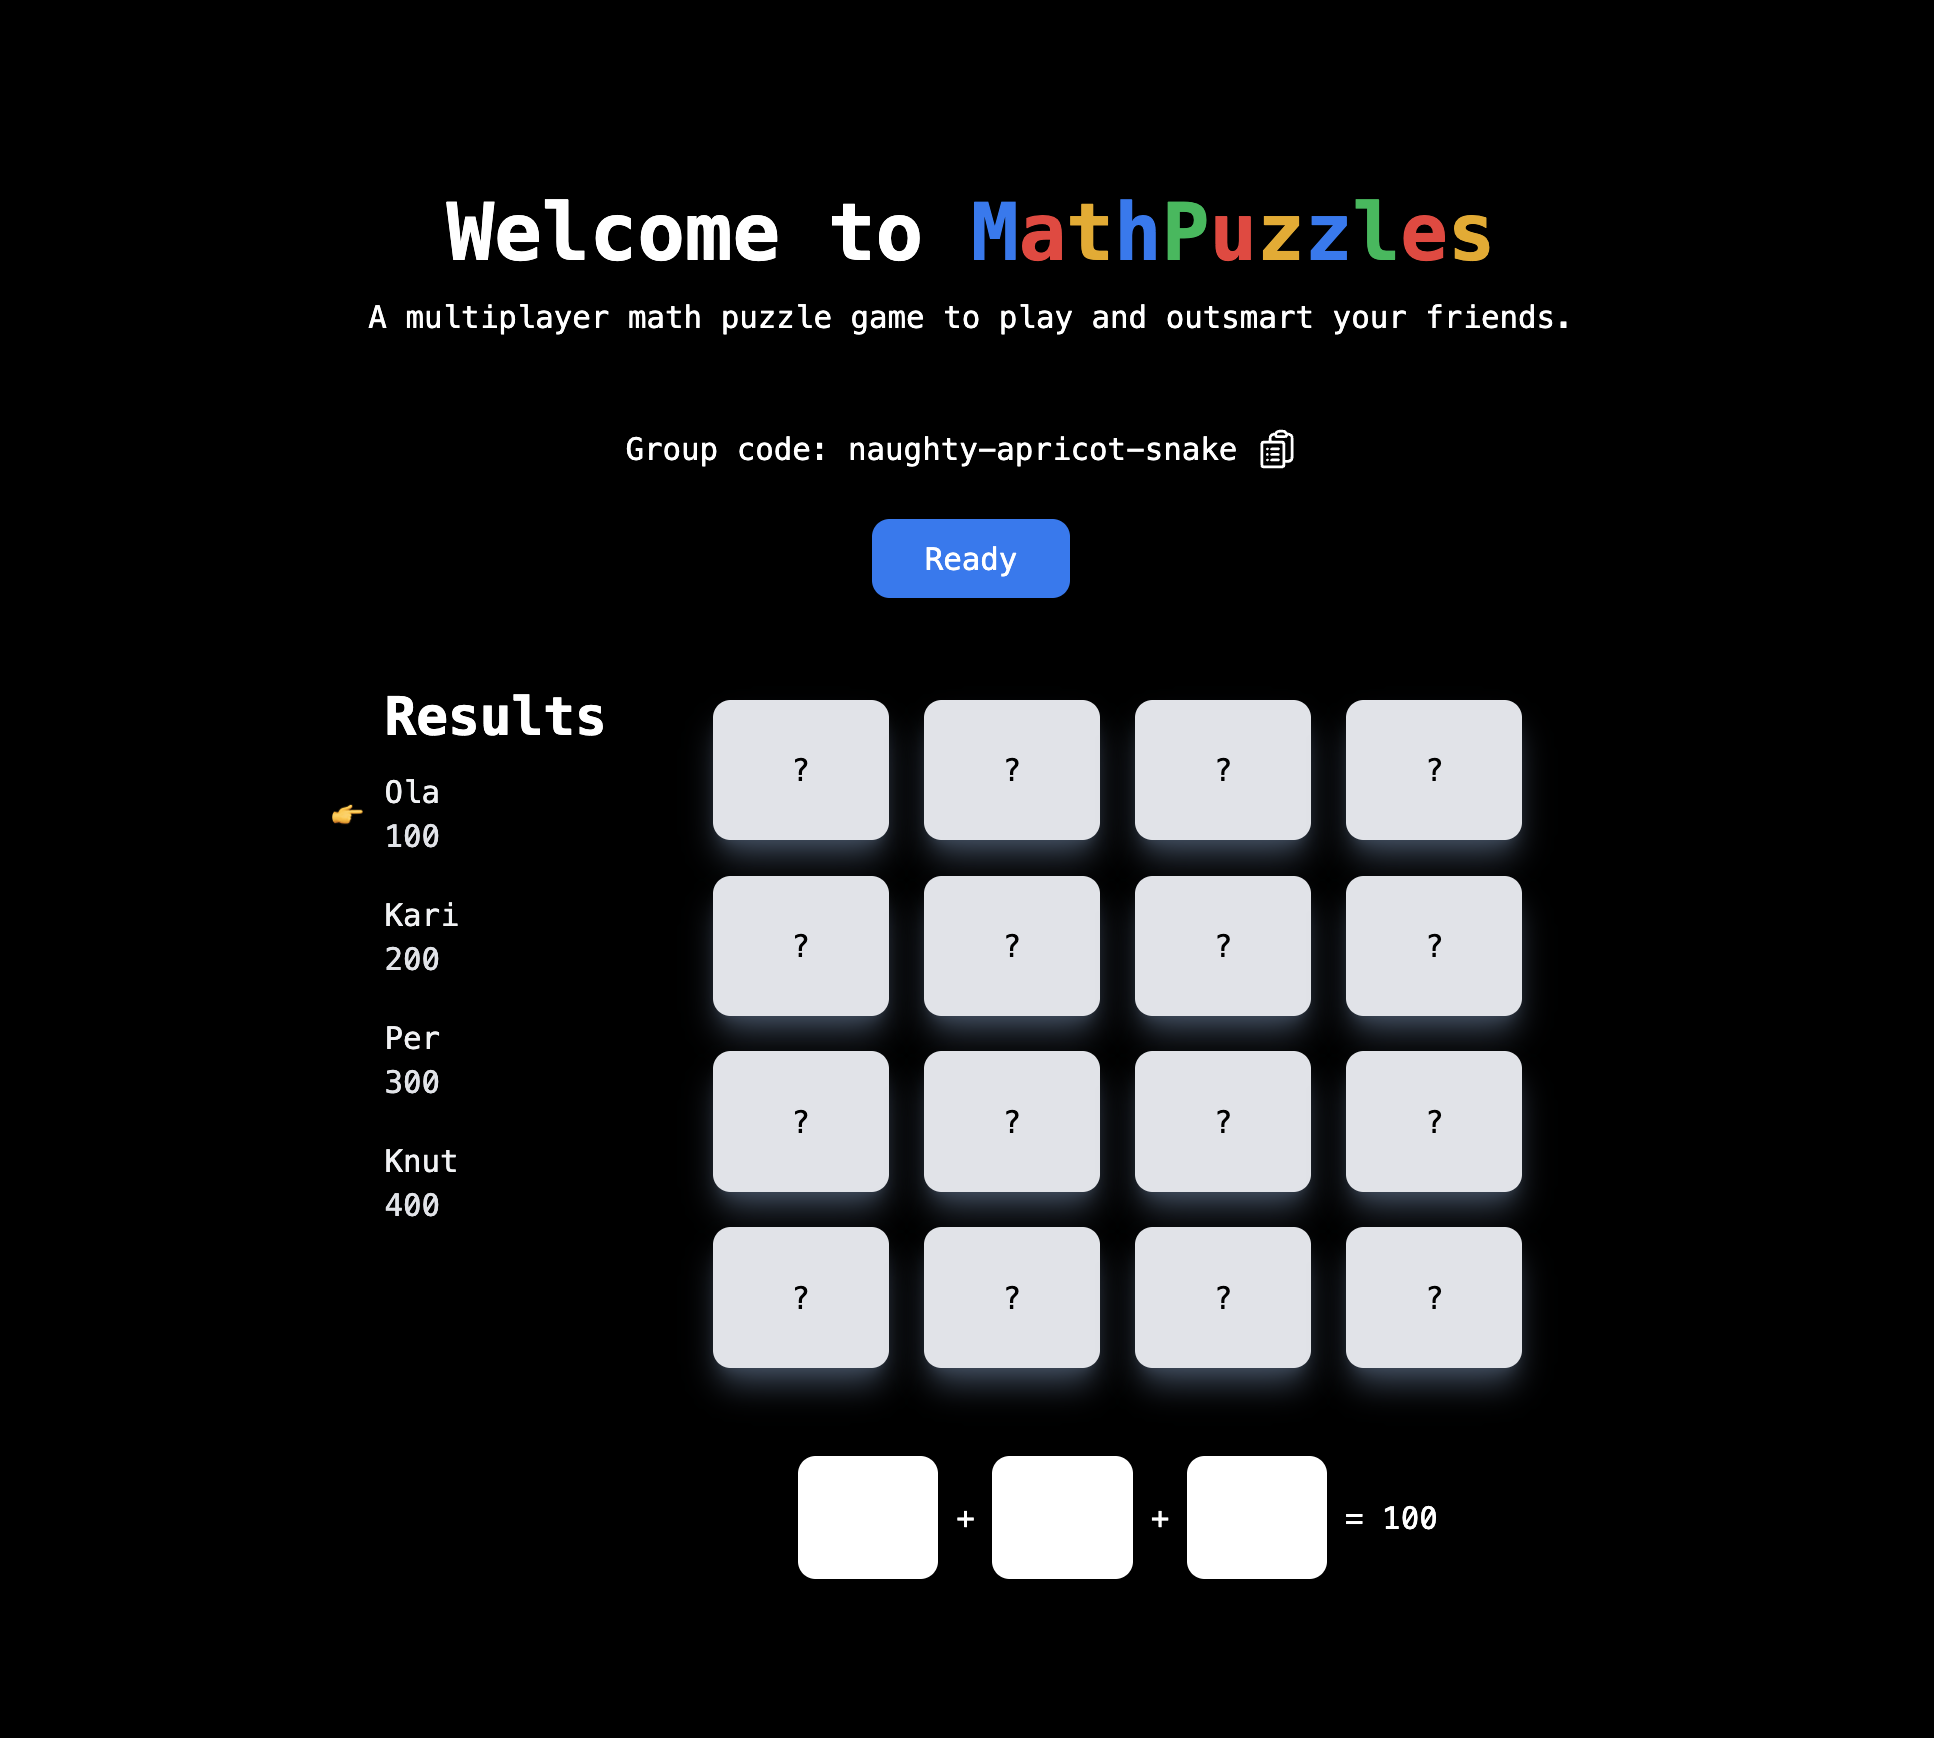 Welcome to MathPuzzles
A multiplayer math puzzle game to play and outsmart your friends.
Group code: naughty-apricot-snake
Ready
Results
Ola
100
Kari
200
Per
300
Knut
400
? ? ? ?
? ? ? ?
? ? ? ?
? ? ? ?
+ + = 100